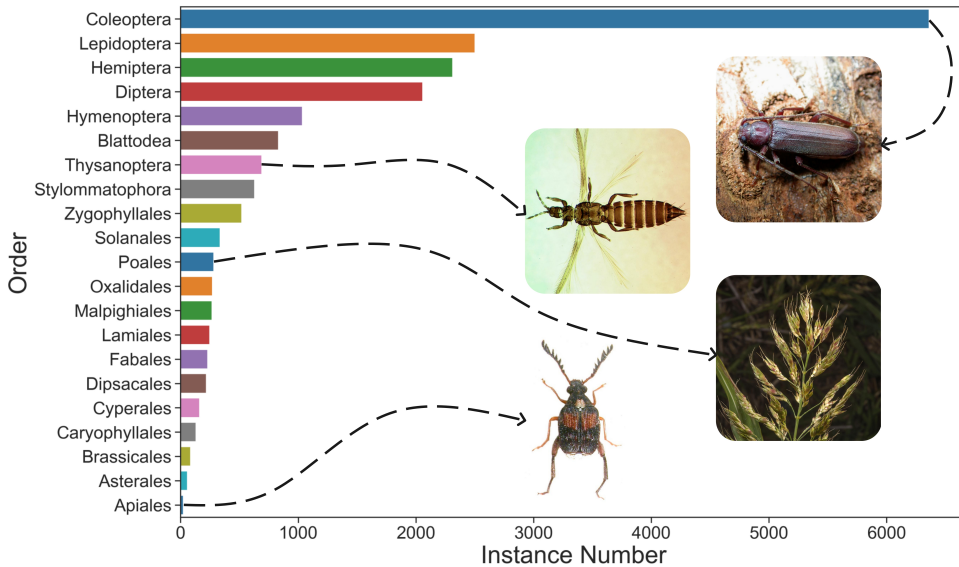 Coleoptera
Lepidoptera
Hemiptera
Diptera
Hymenoptera
Blattodea
Thysanoptera
Stylommatophora
Zygophyllales
Solanales
Poales
Oxalidales
Malpighiales
Lamiales
Fabales
Dipsacales
Cyperales
Caryophyllales
Brassicales
Asterales
Apiales
Order
0 1000 2000 3000 4000 5000 6000
Instance Number